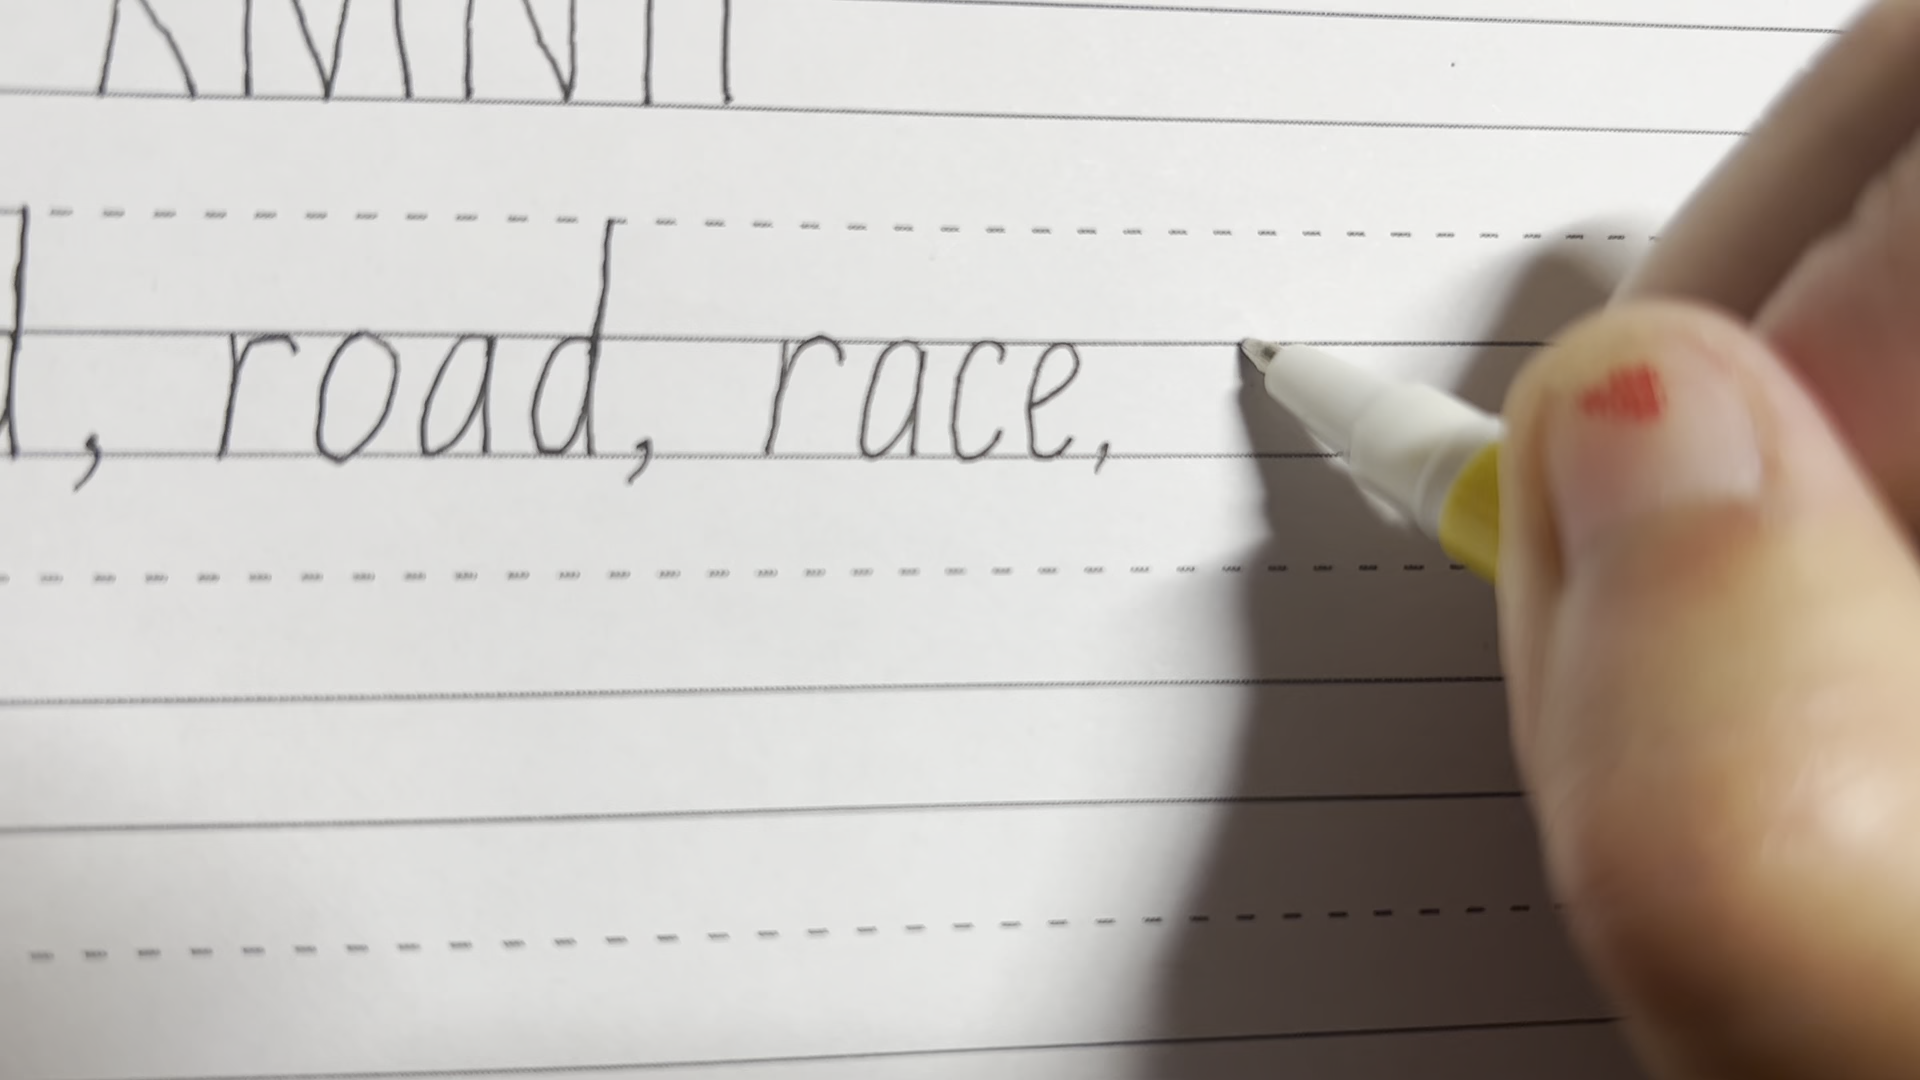 d, road, race,